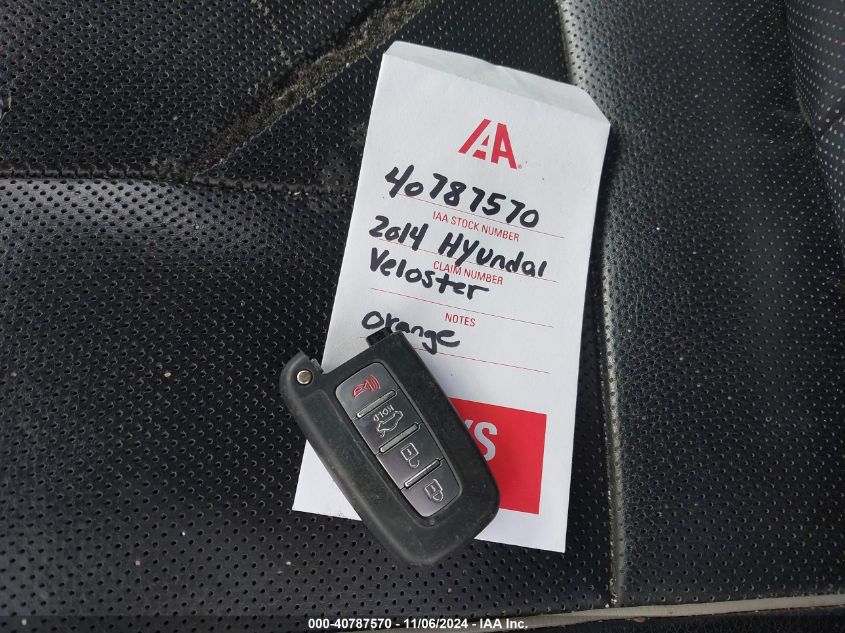 IAA
40787570
IAA STOCK NUMBER
2014 Hyundai
CLAIM NUMBER
Veloster
NOTES
Orange
YS
HOLD
000-40787570 - 11/06/2024 - IAA Inc.